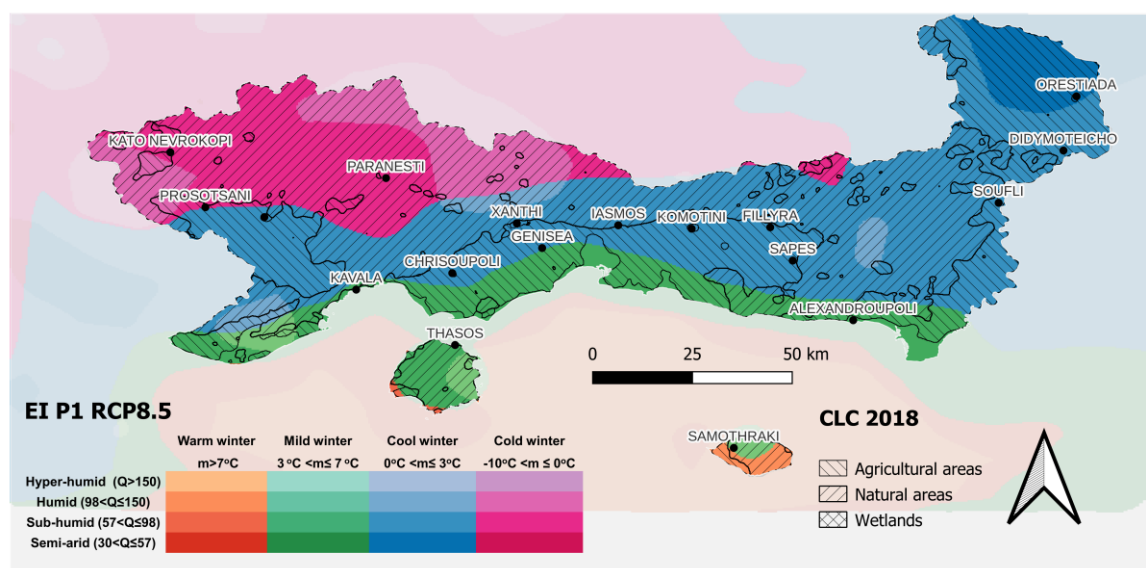 ORESTIADA
KATO NEVROKOPI
DIDYMOTEICHO
PARANESTI
SOUFLI
PROSOTSANI
XANTHI
IASMOS
KOMOTINI
FILLYRA
GENISEA
SAPES
CHRISOUPOLI
KAVALA
ALEXANDROUPOLI
THASOS
0 25 50 km
EI P1 RCP8.5
CLC 2018
SAMOTHRAKI
Warm winter Mild winter Cool winter Cold winter
m>7°C 3 °C <m≤ 7 °C 0°C <m≤ 3°C -10°C <m ≤ 0°C
Hyper-humid (Q>150)
Humid (98<Q≤150)
Sub-humid (57<Q≤98)
Semi-arid (30<Q≤57)
Agricultural areas
Natural areas
Wetlands